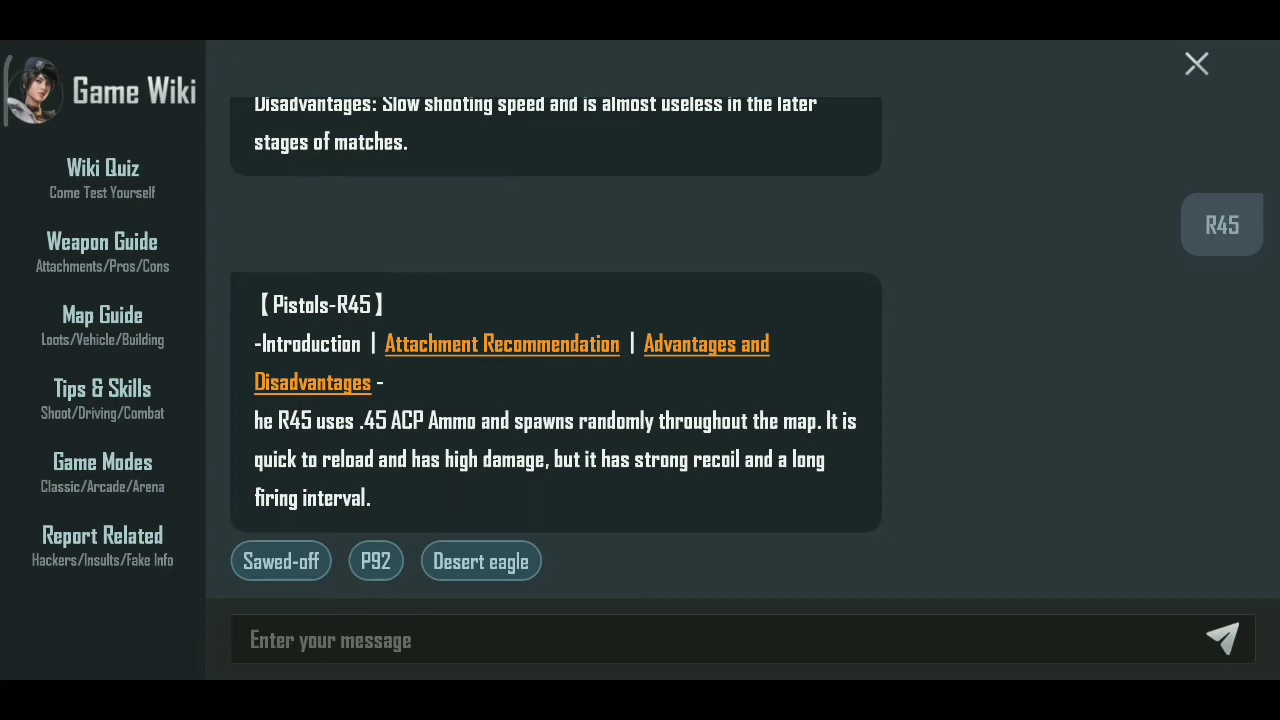 Game Wiki
Wiki Quiz
Come Test Yourself
Weapon Guide
Attachments/Pros/Cons
Map Guide
Loots/Vehicle/Building
Tips & Skills
Shoot/Driving/Combat
Game Modes
Classic/Arcade/Arena
Report Related
Hackers/Insults/Fake Info
Disadvantages: Slow shooting speed and is almost useless in the later
stages of matches.
R45
【Pistols-R45】
-Introduction | Attachment Recommendation | Advantages and
Disadvantages -
he R45 uses .45 ACP Ammo and spawns randomly throughout the map. It is
quick to reload and has high damage, but it has strong recoil and a long
firing interval.
Sawed-off P92 Desert eagle
Enter your message